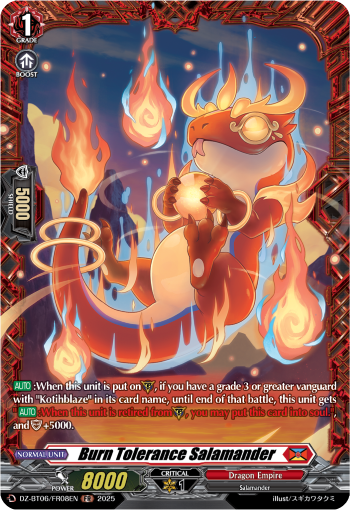 1
GRADE
BOOST
5000
SHIELD
AUTO:When this unit is put on, if you have a grade 3 or greater vanguard
with "Kotihblaze" in its card name, until end of that battle, this unit gets
"AUTO:When this unit is retired from, you may put this card into soul",
and +5000.
NORMAL UNIT
Burn Tolerance Salamander
POWER
8000
CRITICAL
1
Dragon Empire
Salamander
DZ-BT06/FR08EN FR 2025
illust/スギカワタクミ